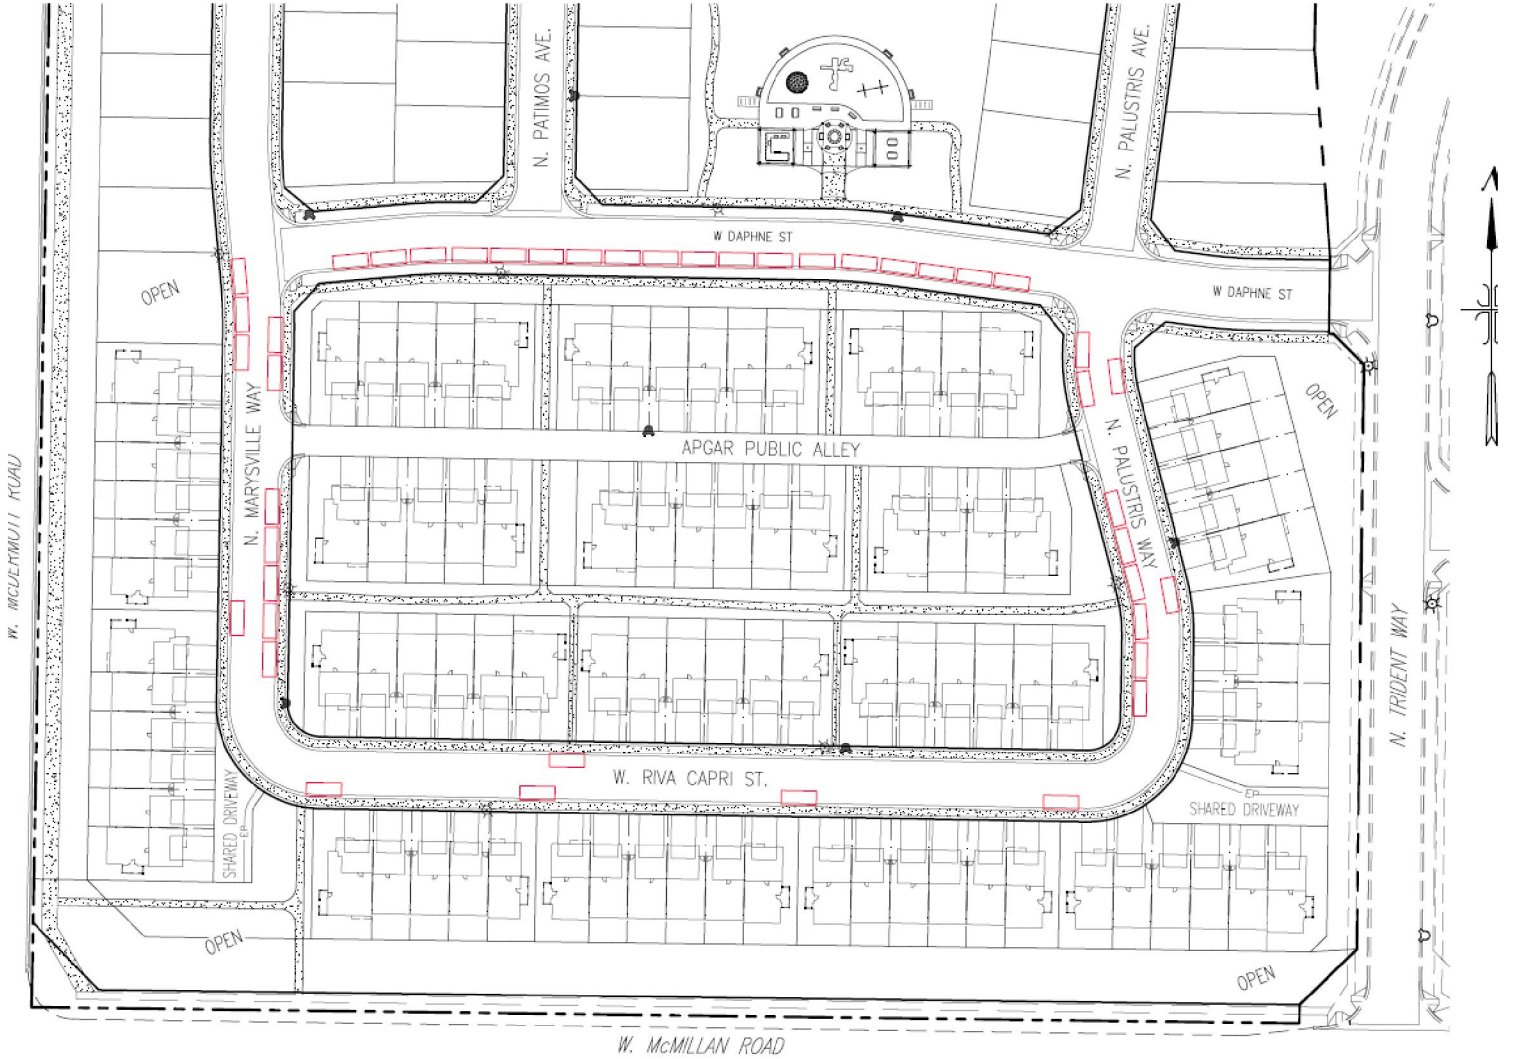 N. PATIMOS AVE.
N. PALUSTRIS AVE.
W DAPHNE ST
OPEN
W DAPHNE ST
N. MARYSVILLE WAY
OPEN
APGAR PUBLIC ALLEY
N. PALUSTRIS WAY
W. MCDERMOTT ROAD
N. TRIDENT WAY
W. RIVA CAPRI ST.
SHARED DRIVEWAY
EP
EP
SHARED DRIVEWAY
OPEN
OPEN
W. McMILLAN ROAD